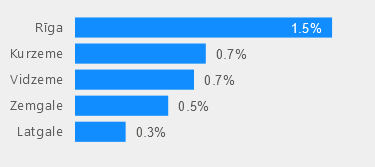 Rīga 1.5%
Kurzeme 0.7%
Vidzeme 0.7%
Zemgale 0.5%
Latgale 0.3%